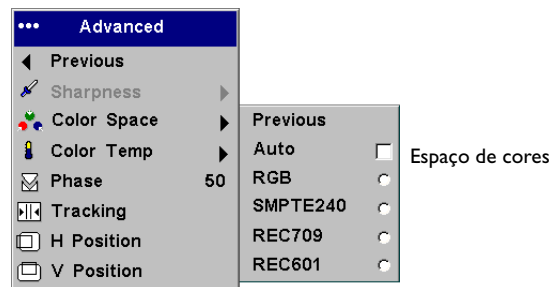 Advanced
Previous
Sharpness
Color Space
Color Temp
Phase 50
Tracking
H Position
V Position
Previous
Auto
RGB
SMPTE240
REC709
REC601
Espaço de cores